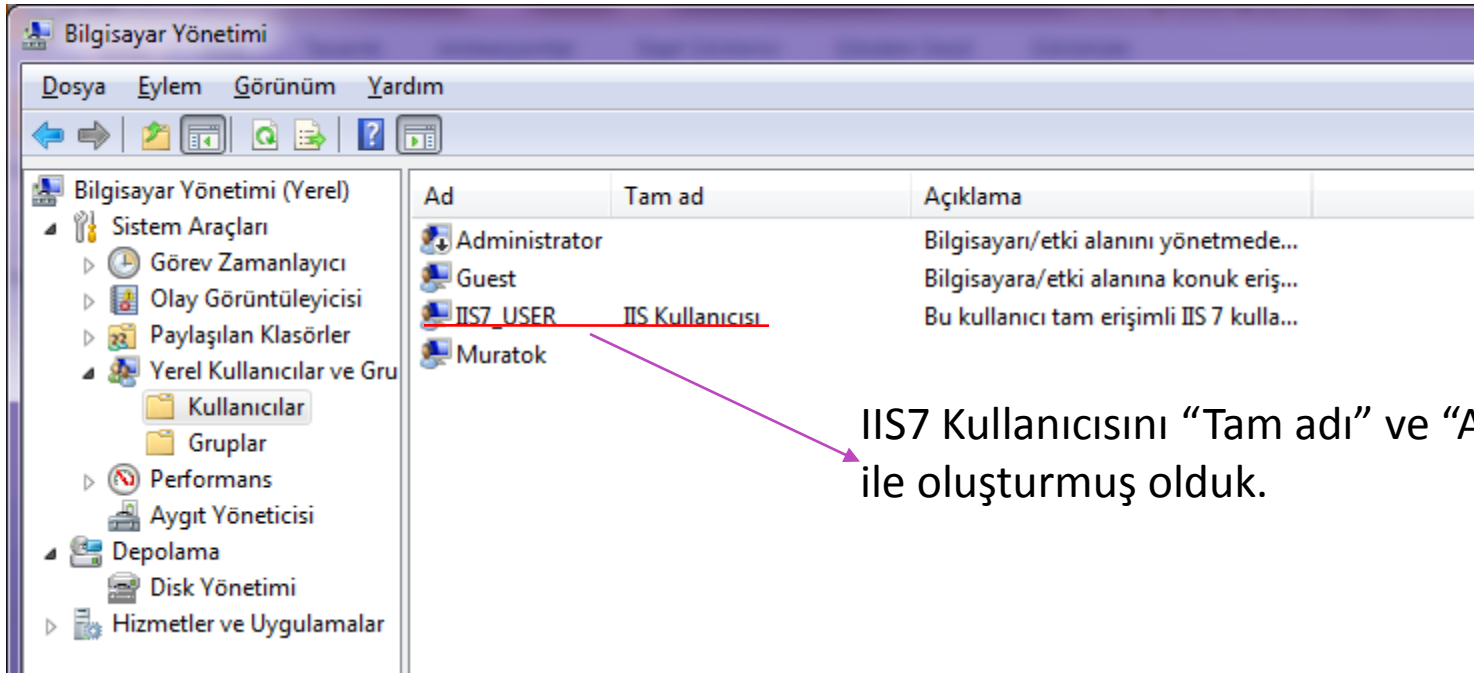 Bilgisayar Yönetimi
Dosya Eylem Görünüm Yardım
Bilgisayar Yönetimi (Yerel)
Sistem Araçları
Görev Zamanlayıcı
Olay Görüntüleyicisi
Paylaşılan Klasörler
Yerel Kullanıcılar ve Gru
Kullanıcılar
Gruplar
Performans
Aygıt Yöneticisi
Depolama
Disk Yönetimi
Hizmetler ve Uygulamalar
Ad Tam ad Açıklama
Administrator Bilgisayarı/etki alanını yönetmede...
Guest Bilgisayara/etki alanına konuk eriş...
IIS7_USER IIS Kullanıcısı Bu kullanıcı tam erişimli IIS 7 kulla...
Muratok
IIS7 Kullanıcısını “Tam adı” ve “A
ile oluşturmuş olduk.